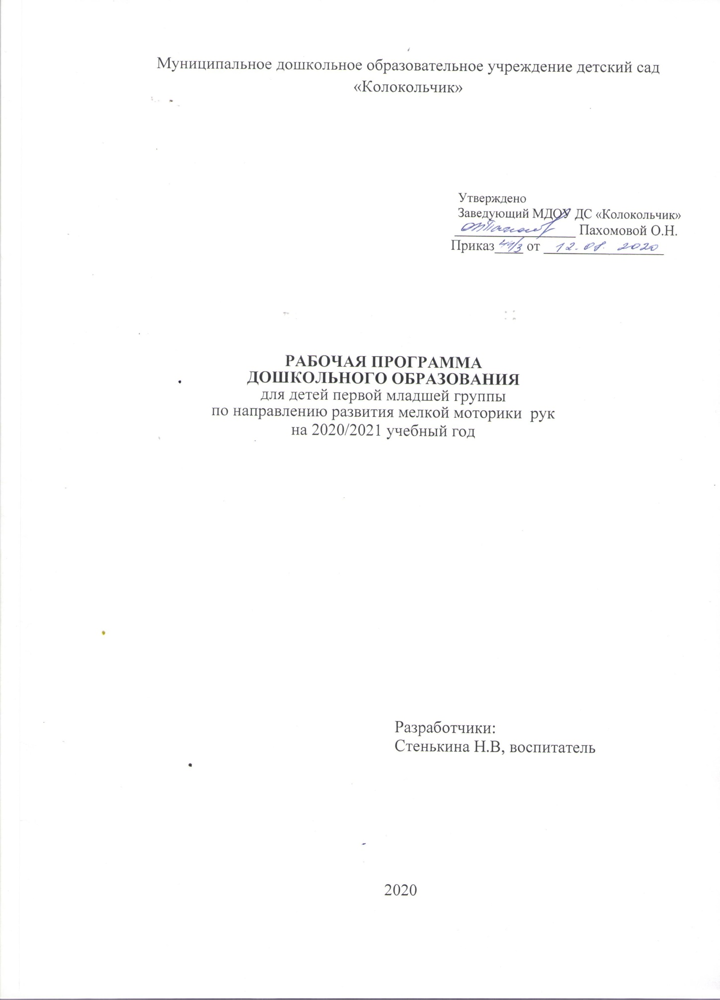 Муниципальное дошкольное образовательное учреждение детский сад
«Колокольчик»
Утверждено
Заведующий МДОУ ДС «Колокольчик»
Пахомовой О.Н.
Приказ 44/3 от 12.08. 2020
РАБОЧАЯ ПРОГРАММА
ДОШКОЛЬНОГО ОБРАЗОВАНИЯ
для детей первой младшей группы
по направлению развития мелкой моторики рук
на 2020/2021 учебный год
Разработчики:
Стенькина Н.В, воспитатель
2020